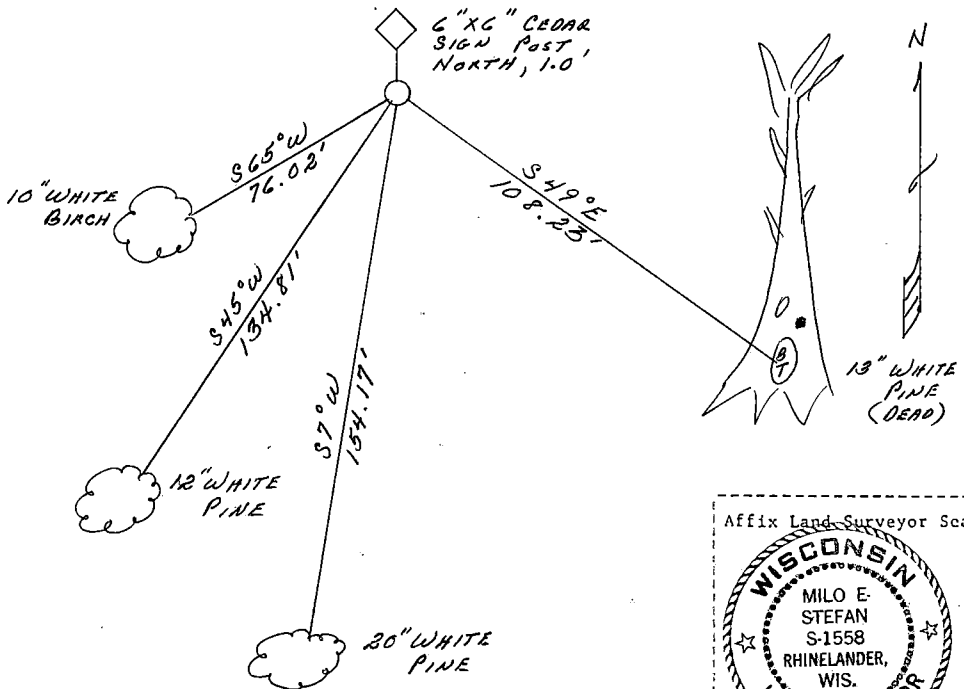 6"X6" CEDAR
SIGN POST
NORTH, 1.0'
N
S65°W
76.02'
S49°E
108.23'
10"WHITE
BIRCH
S45°W
134.81'
S7°W
154.17'
BT
13" WHITE
PINE
(DEAD)
12"WHITE
PINE
20"WHITE
PINE
Affix Land Surveyor Sea
WISCONSIN
MILO E-
STEFAN
S-1558
RHINELANDER,
WIS.